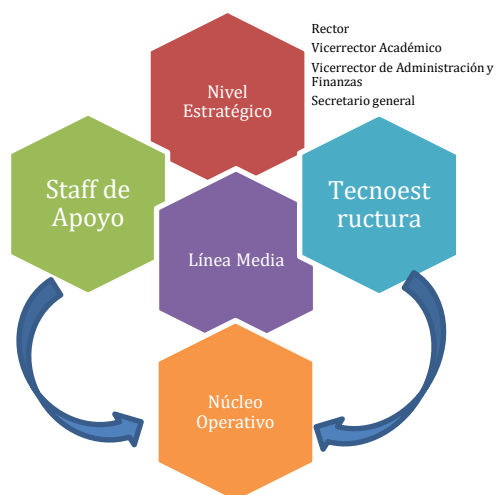 Rector
Vicerrector Académico
Vicerrector de Administración y
Finanzas
Secretario general
Nivel
Estratégico
Staff de
Apoyo
Tecnoest
ructura
Línea Media
Núcleo
Operativo